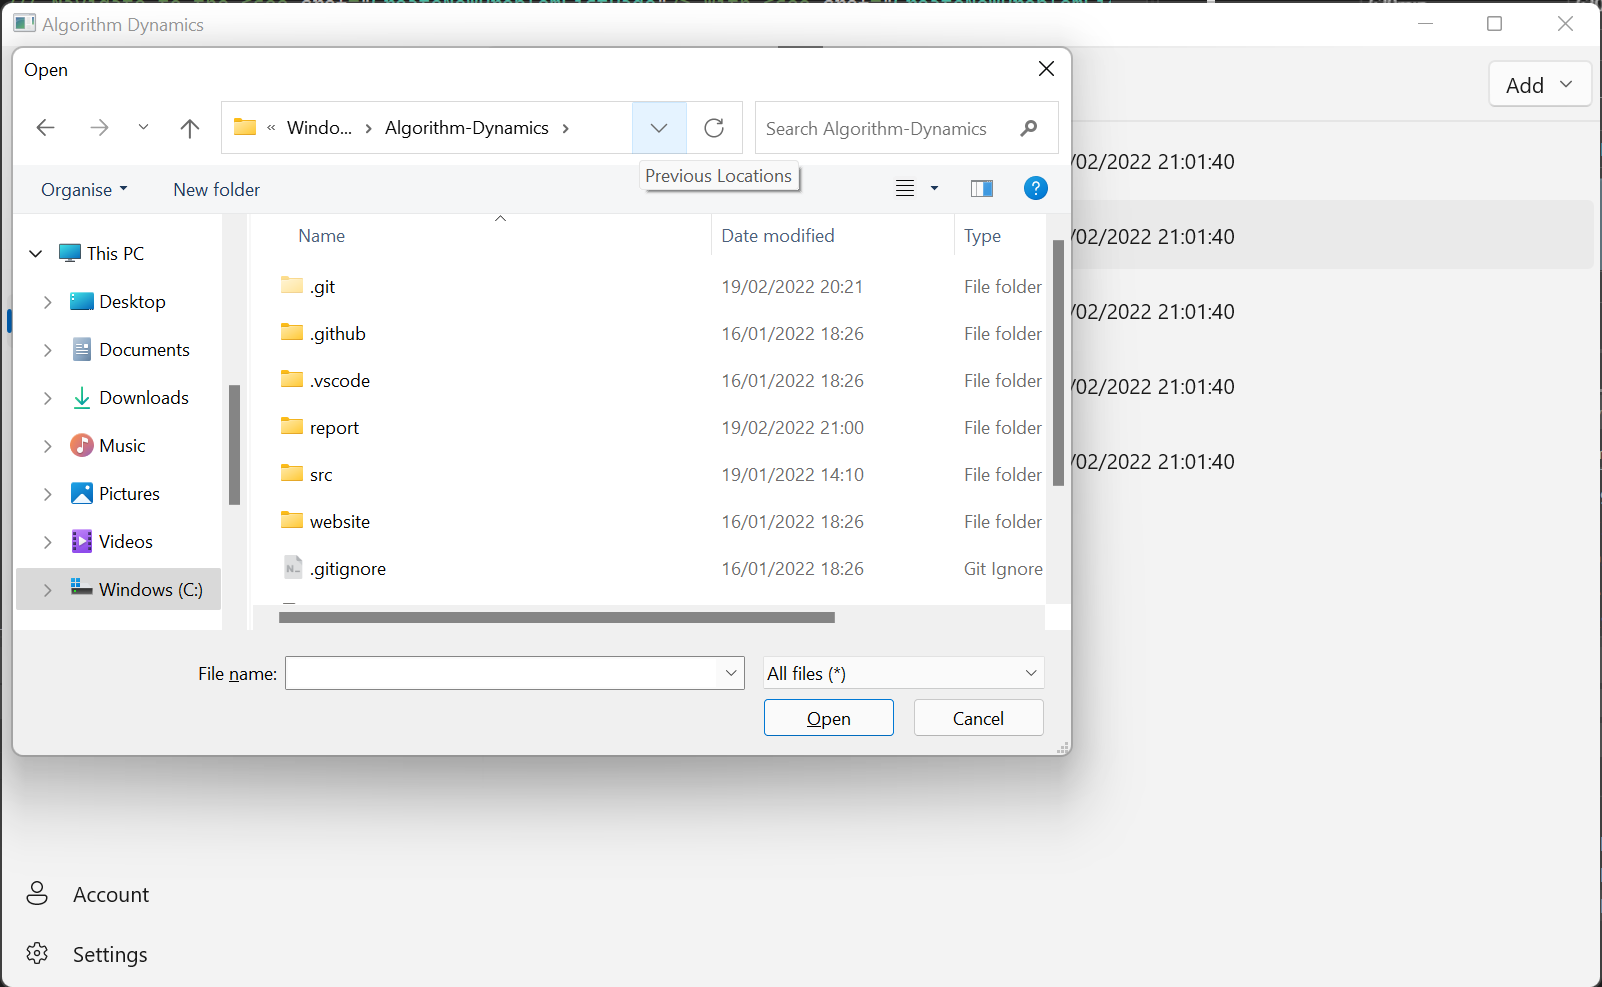 Algorithm Dynamics
Open
Add
« Windo... › Algorithm-Dynamics ›
Search Algorithm-Dynamics
Previous Locations
Organise
New folder
?
Name
Date modified
Type
This PC
Desktop
Documents
Downloads
Music
Pictures
Videos
Windows (C:)
.git 19/02/2022 20:21 File folder
.github 16/01/2022 18:26 File folder
.vscode 16/01/2022 18:26 File folder
report 19/02/2022 21:00 File folder
src 19/01/2022 14:10 File folder
website 16/01/2022 18:26 File folder
.gitignore 16/01/2022 18:26 Git Ignore
/02/2022 21:01:40
/02/2022 21:01:40
/02/2022 21:01:40
/02/2022 21:01:40
/02/2022 21:01:40
File name:
All files (*)
Open
Cancel
Account
Settings